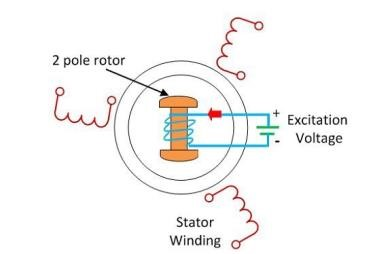 2 pole rotor
+
Excitation
Voltage
-
Stator
Winding